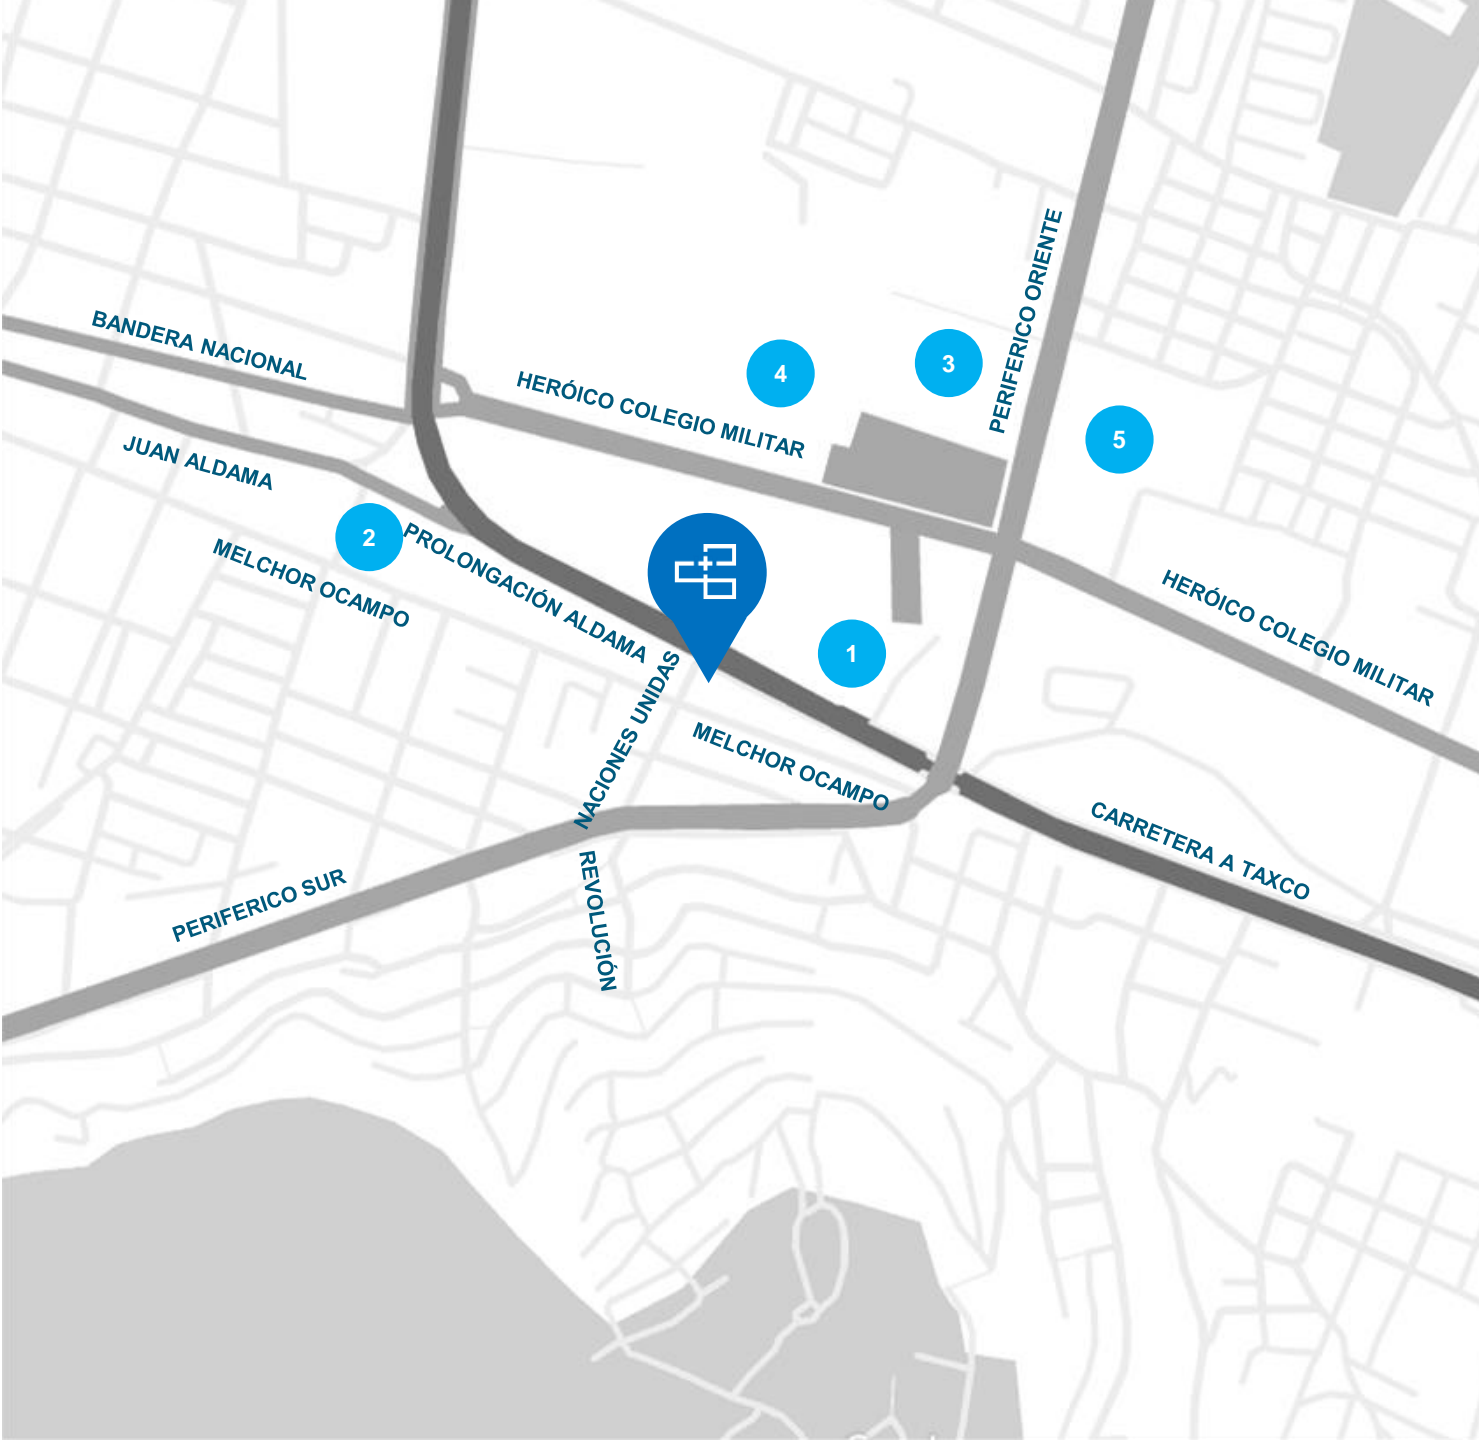 PERIFERICO ORIENTE
BANDERA NACIONAL
3
4
HERÓICO COLEGIO MILITAR
5
JUAN ALDAMA
2
PROLONGACIÓN ALDAMA
MELCHOR OCAMPO
HERÓICO COLEGIO MILITAR
1
NACIONES UNIDAS
MELCHOR OCAMPO
CARRETERA A TAXCO
PERIFERICO SUR
REVOLUCIÓN